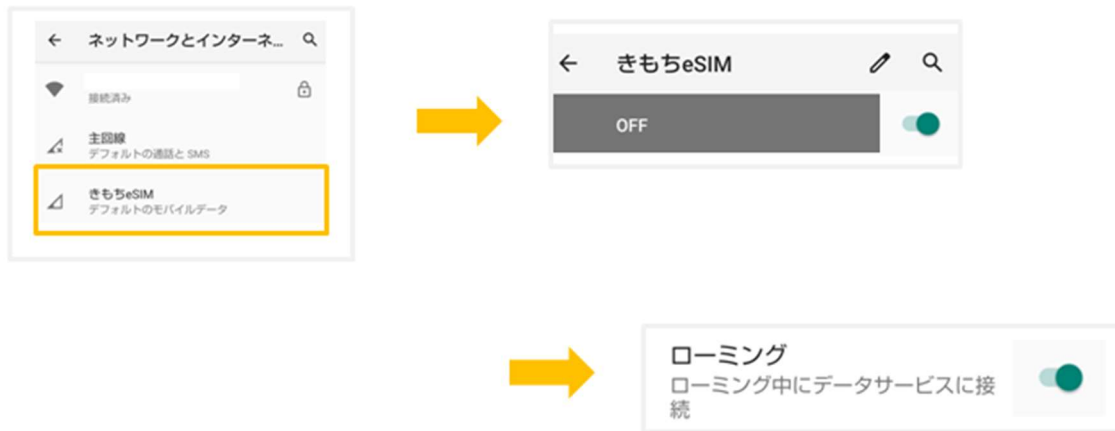 ネットワークとインターネ...
接続済み
主回線
デフォルトの通話と SMS
きもちeSIM
デフォルトのモバイルデータ
きもちeSIM
OFF
ローミング
ローミング中にデータサービスに接
続